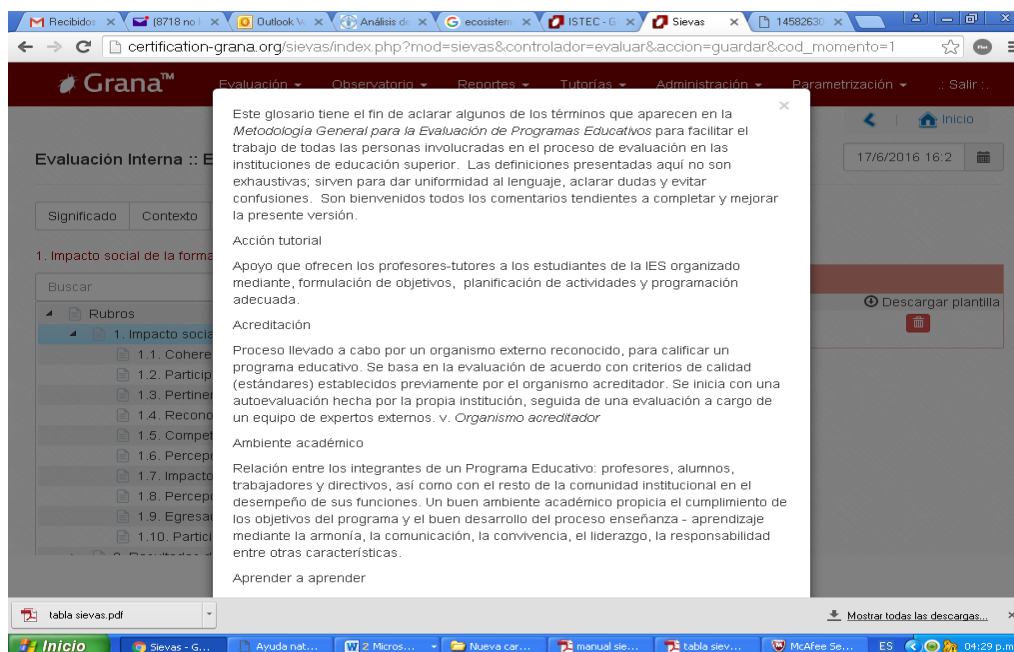 Recibidos
(8718 no l
Outlook V
Análisis de
ecosistem
ISTEC - G
Sievas
14582630
certification-grana.org/sievas/index.php?mod=sievas&controlador=evaluar&accion=guardar&cod_momento=1
Grana™
Evaluación
Observatorio
Reportes
Tutorías
Administración
Parametrización
.: Salir :.
Inicio
Evaluación Interna :: E
17/6/2016 16:2
Significado
Contexto
1. Impacto social de la forma
Buscar
Rubros
1. Impacto socia
1.1. Cohere
1.2. Particip
1.3. Pertine
1.4. Recono
1.5. Compet
1.6. Percep
1.7. Impacto
1.8. Percep
1.9. Egresa
1.10. Partici
Descargar plantilla
×
Este glosario tiene el fin de aclarar algunos de los términos que aparecen en la
Metodología General para la Evaluación de Programas Educativos para facilitar el
trabajo de todas las personas involucradas en el proceso de evaluación en las
instituciones de educación superior. Las definiciones presentadas aquí no son
exhaustivas; sirven para dar uniformidad al lenguaje, aclarar dudas y evitar
confusiones. Son bienvenidos todos los comentarios tendientes a completar y mejorar
la presente versión.
Acción tutorial
Apoyo que ofrecen los profesores-tutores a los estudiantes de la IES organizado
mediante, formulación de objetivos, planificación de actividades y programación
adecuada.
Acreditación
Proceso llevado a cabo por un organismo externo reconocido, para calificar un
programa educativo. Se basa en la evaluación de acuerdo con criterios de calidad
(estándares) establecidos previamente por el organismo acreditador. Se inicia con una
autoevaluación hecha por la propia institución, seguida de una evaluación a cargo de
un equipo de expertos externos. v. Organismo acreditador
Ambiente académico
Relación entre los integrantes de un Programa Educativo: profesores, alumnos,
trabajadores y directivos, así como con el resto de la comunidad institucional en el
desempeño de sus funciones. Un buen ambiente académico propicia el cumplimiento de
los objetivos del programa y el buen desarrollo del proceso enseñanza - aprendizaje
mediante la armonía, la comunicación, la convivencia, el liderazgo, la responsabilidad
entre otras características.
Aprender a aprender
tabla sievas.pdf
Mostrar todas las descargas...
Inicio
Sievas - G...
Ayuda nat...
2 Micros...
Nueva car...
manual sie...
tabla siev...
McAfee Se...
ES
04:29 p.m